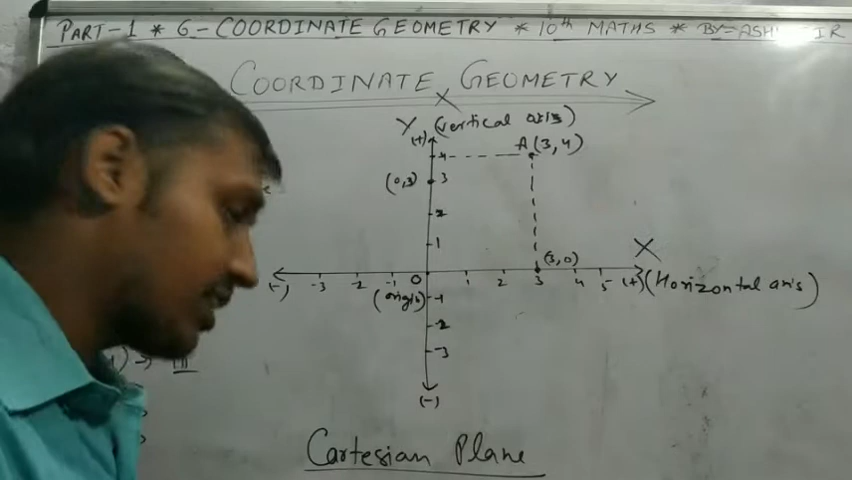 PART-1 * 6-COORDINATE GEOMETRY * 10th MATHS * BY-ASH IR
COORDINATE GEOMETRY
Y (vertical axis)
(+)
A(3,4)
4
(0,3) 3
2
1
X
(3,0)
(-) -3 -2 -1 O 1 2 3 4 5 (+) (Horizontal axis)
(origin) -1
-2
-3
III
(-)
Cartesian Plane